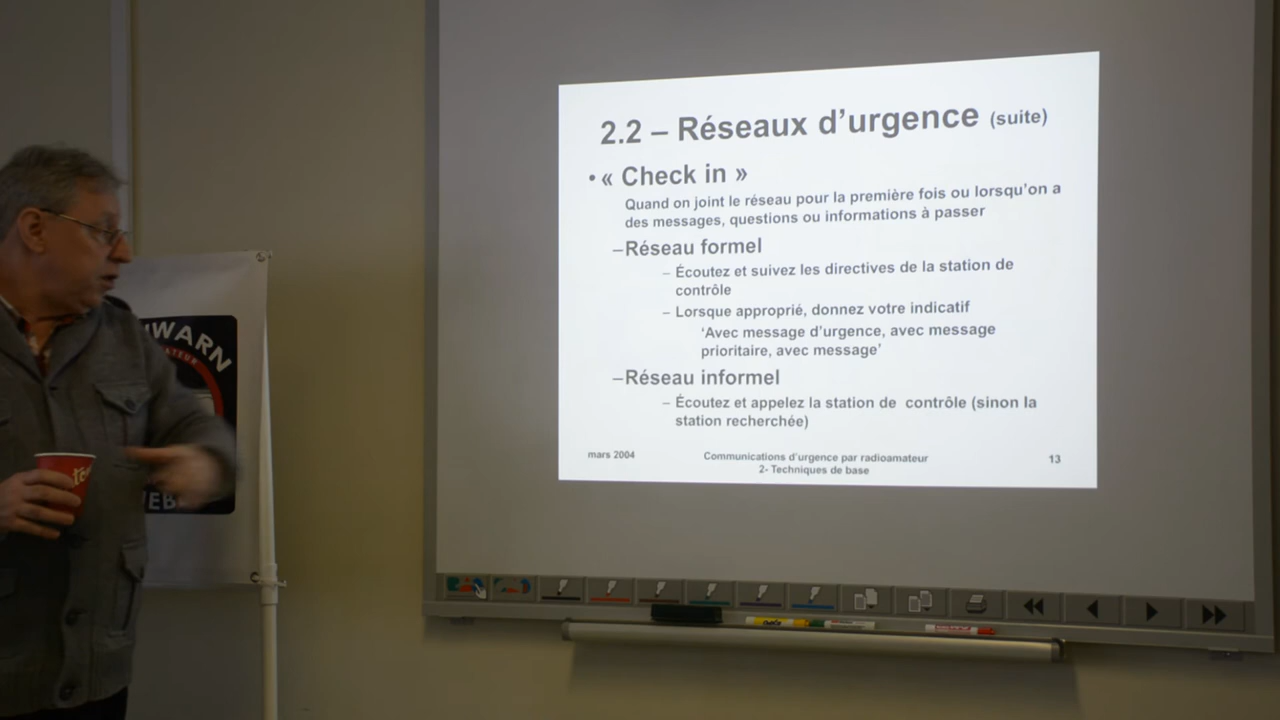 2.2 – Réseaux d'urgence (suite)
• « Check in »
Quand on joint le réseau pour la première fois ou lorsqu'on a
des messages, questions ou informations à passer
–Réseau formel
– Écoutez et suivez les directives de la station de
contrôle
– Lorsque approprié, donnez votre indicatif
'Avec message d'urgence, avec message
prioritaire, avec message'
–Réseau informel
– Écoutez et appelez la station de contrôle (sinon la
station recherchée)
mars 2004
Communications d'urgence par radioamateur
2- Techniques de base
13